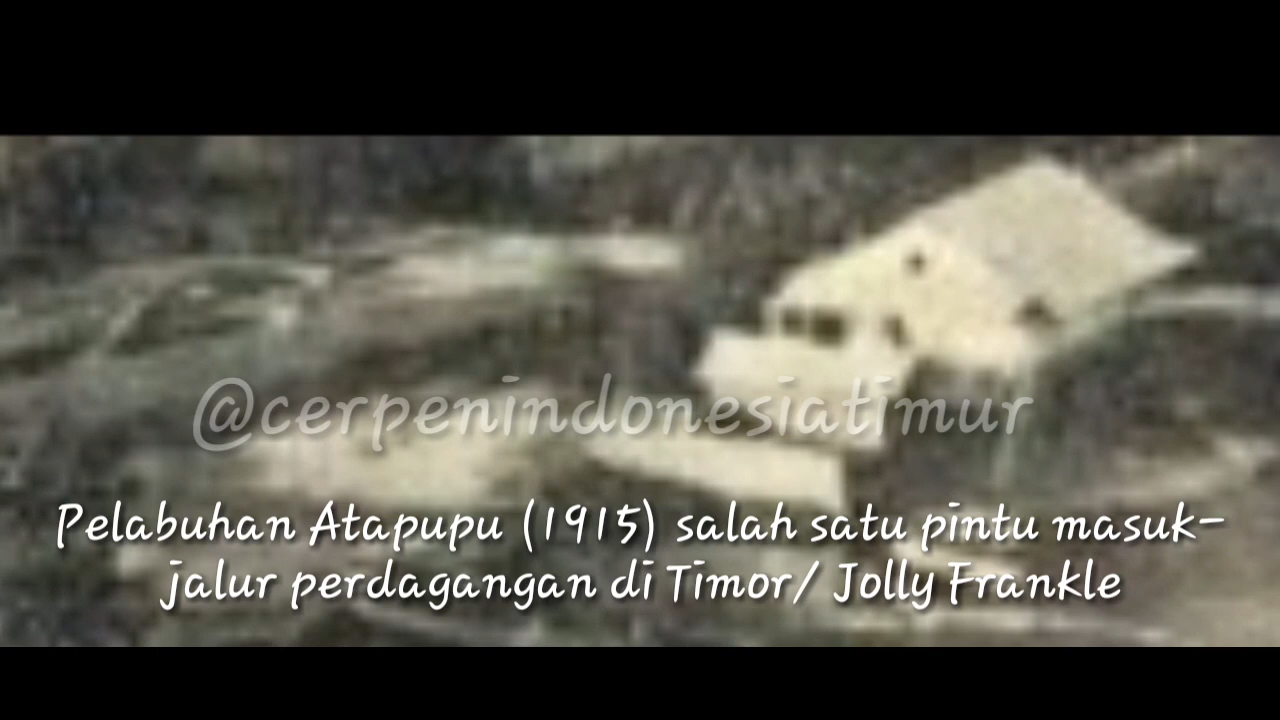 @cerpenindonesiatimur
Pelabuhan Atapupu (1915) salah satu pintu masuk-
jalur perdagangan di Timor/ Jolly Frankle